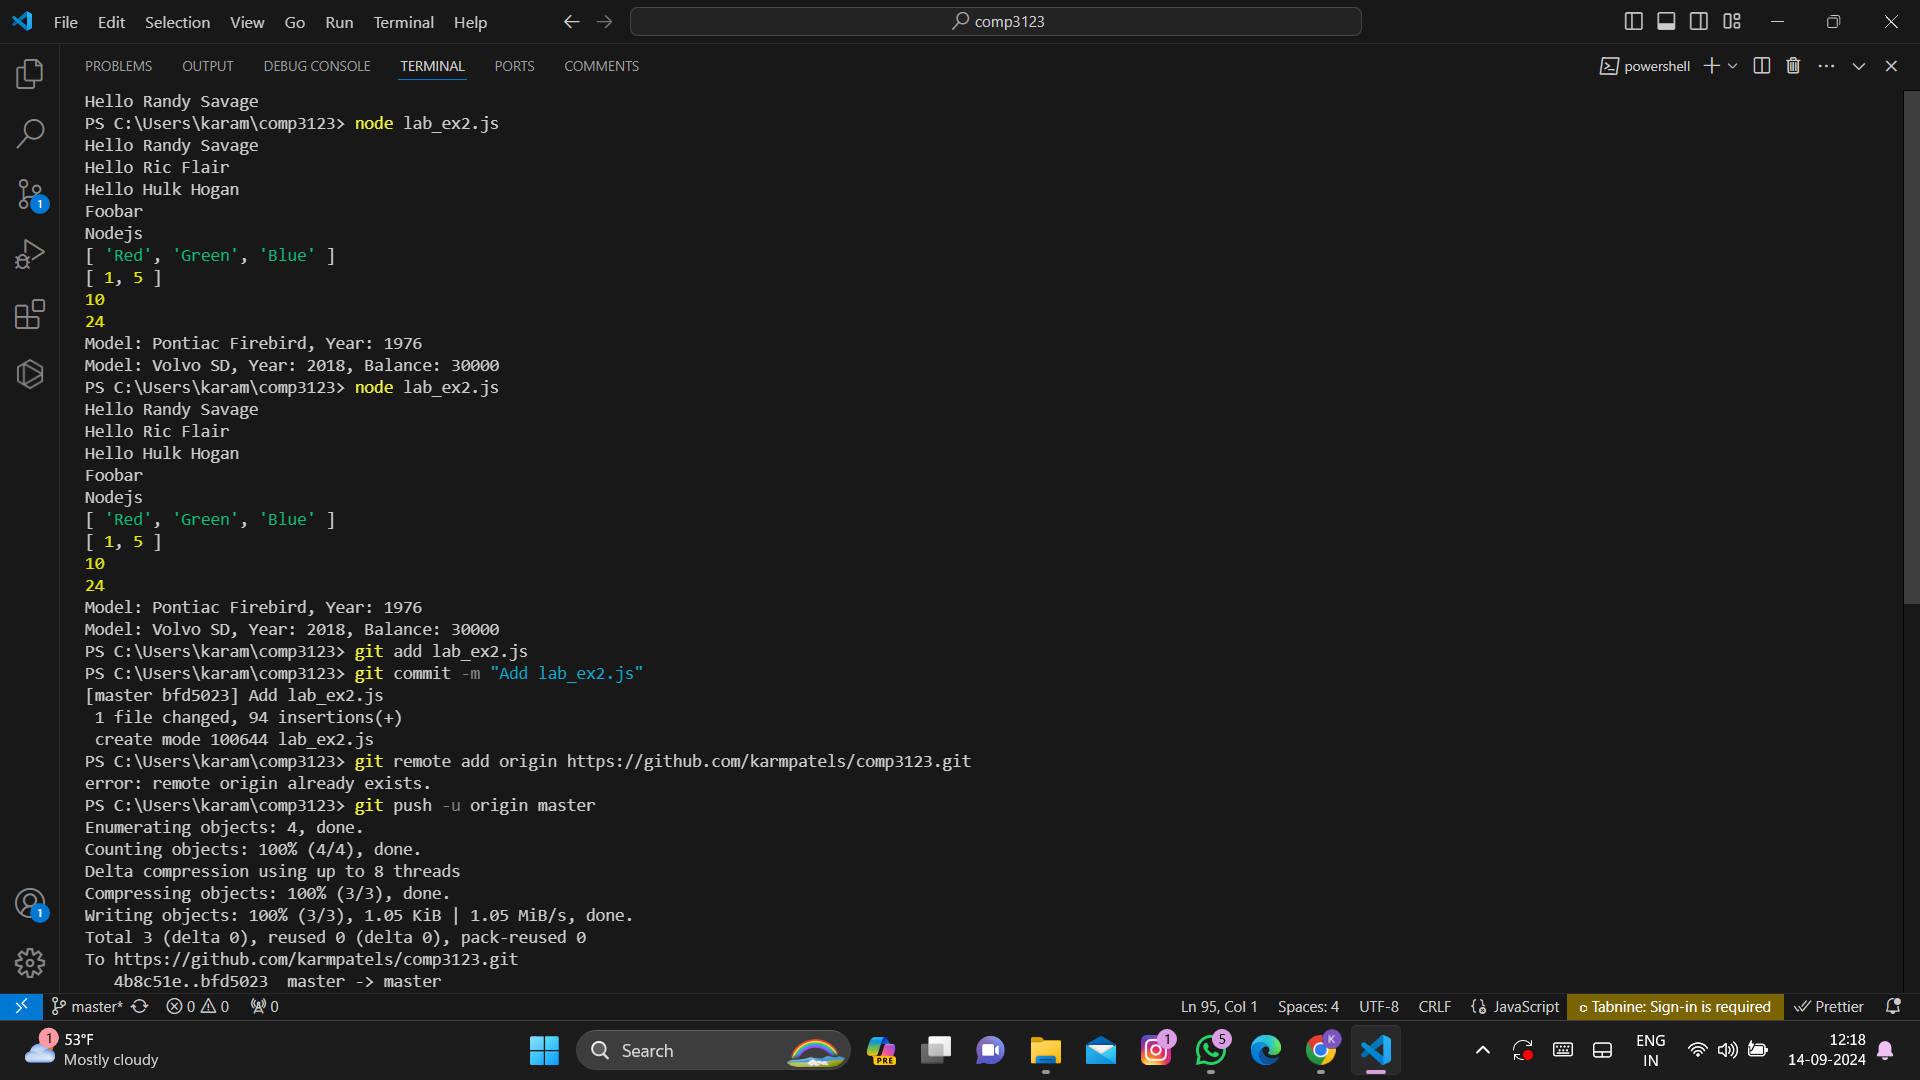 File Edit Selection View Go Run Terminal Help comp3123
PROBLEMS OUTPUT DEBUG CONSOLE TERMINAL PORTS COMMENTS powershell
Hello Randy Savage
PS C:\Users\karam\comp3123> node lab_ex2.js
Hello Randy Savage
Hello Ric Flair
Hello Hulk Hogan
Foobar
Nodejs
[ 'Red', 'Green', 'Blue' ]
[ 1, 5 ]
10
24
Model: Pontiac Firebird, Year: 1976
Model: Volvo SD, Year: 2018, Balance: 30000
PS C:\Users\karam\comp3123> node lab_ex2.js
Hello Randy Savage
Hello Ric Flair
Hello Hulk Hogan
Foobar
Nodejs
[ 'Red', 'Green', 'Blue' ]
[ 1, 5 ]
10
24
Model: Pontiac Firebird, Year: 1976
Model: Volvo SD, Year: 2018, Balance: 30000
PS C:\Users\karam\comp3123> git add lab_ex2.js
PS C:\Users\karam\comp3123> git commit -m "Add lab_ex2.js"
[master bfd5023] Add lab_ex2.js
 1 file changed, 94 insertions(+)
 create mode 100644 lab_ex2.js
PS C:\Users\karam\comp3123> git remote add origin https://github.com/karmpatels/comp3123.git
error: remote origin already exists.
PS C:\Users\karam\comp3123> git push -u origin master
Enumerating objects: 4, done.
Counting objects: 100% (4/4), done.
Delta compression using up to 8 threads
Compressing objects: 100% (3/3), done.
Writing objects: 100% (3/3), 1.05 KiB | 1.05 MiB/s, done.
Total 3 (delta 0), reused 0 (delta 0), pack-reused 0
To https://github.com/karmpatels/comp3123.git
   4b8c51e..bfd5023  master -> master
1
1
master* 0 0 0 Ln 95, Col 1 Spaces: 4 UTF-8 CRLF JavaScript Tabnine: Sign-in is required Prettier
1 53°F
Mostly cloudy
Search PRE 1 5 K
ENG
IN
12:18
14-09-2024